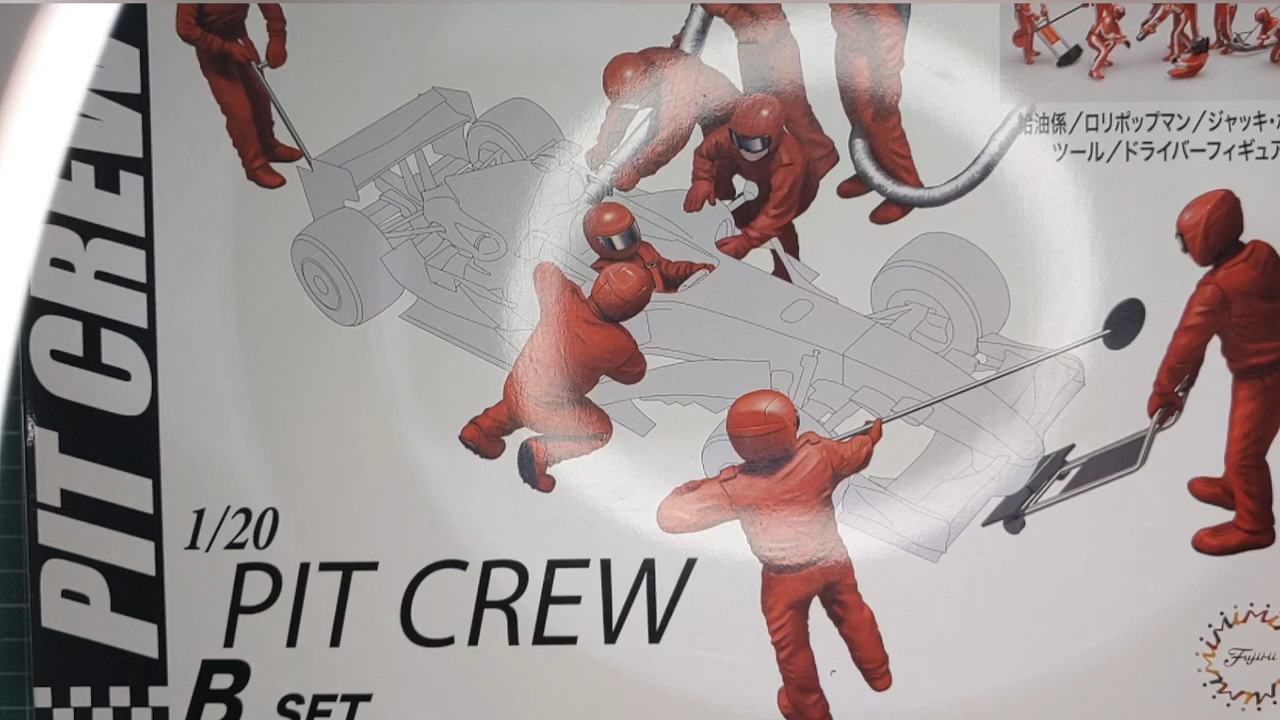 PIT CREW
給油係/ロリポップマン/ジャッキ・
ツール/ドライバーフィギュア
1/20
PIT CREW
B SET
Fujimi